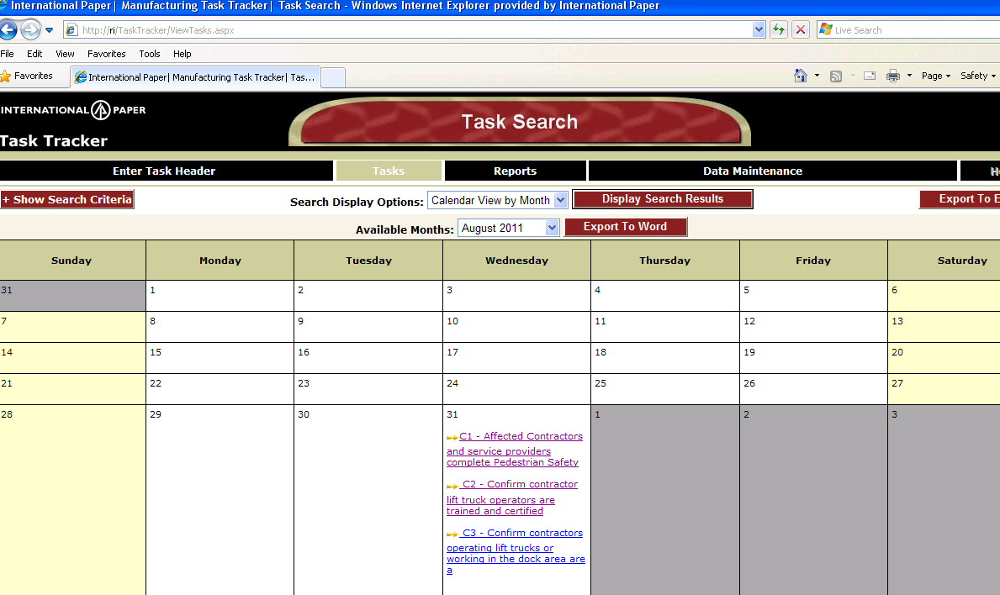 International Paper| Manufacturing Task Tracker| Task Search - Windows Internet Explorer provided by International Paper
http://ri/TaskTracker/ViewTasks.aspx
Live Search
File Edit View Favorites Tools Help
Favorites
International Paper| Manufacturing Task Tracker| Tas...
Page
Safety
INTERNATIONAL PAPER
Task Tracker
Task Search
Enter Task Header
Tasks
Reports
Data Maintenance
+ Show Search Criteria
Search Display Options:
Calendar View by Month
Display Search Results
Export To E
Available Months:
August 2011
Export To Word
Sunday Monday Tuesday Wednesday Thursday Friday Saturday
31 1 2 3 4 5 6
7 8 9 10 11 12 13
14 15 16 17 18 19 20
21 22 23 24 25 26 27
28 29 30 31 1 2 3
C1 - Affected Contractors
and service providers
complete Pedestrian Safety
C2 - Confirm contractor
lift truck operators are
trained and certified
C3 - Confirm contractors
operating lift trucks or
working in the dock area are
a